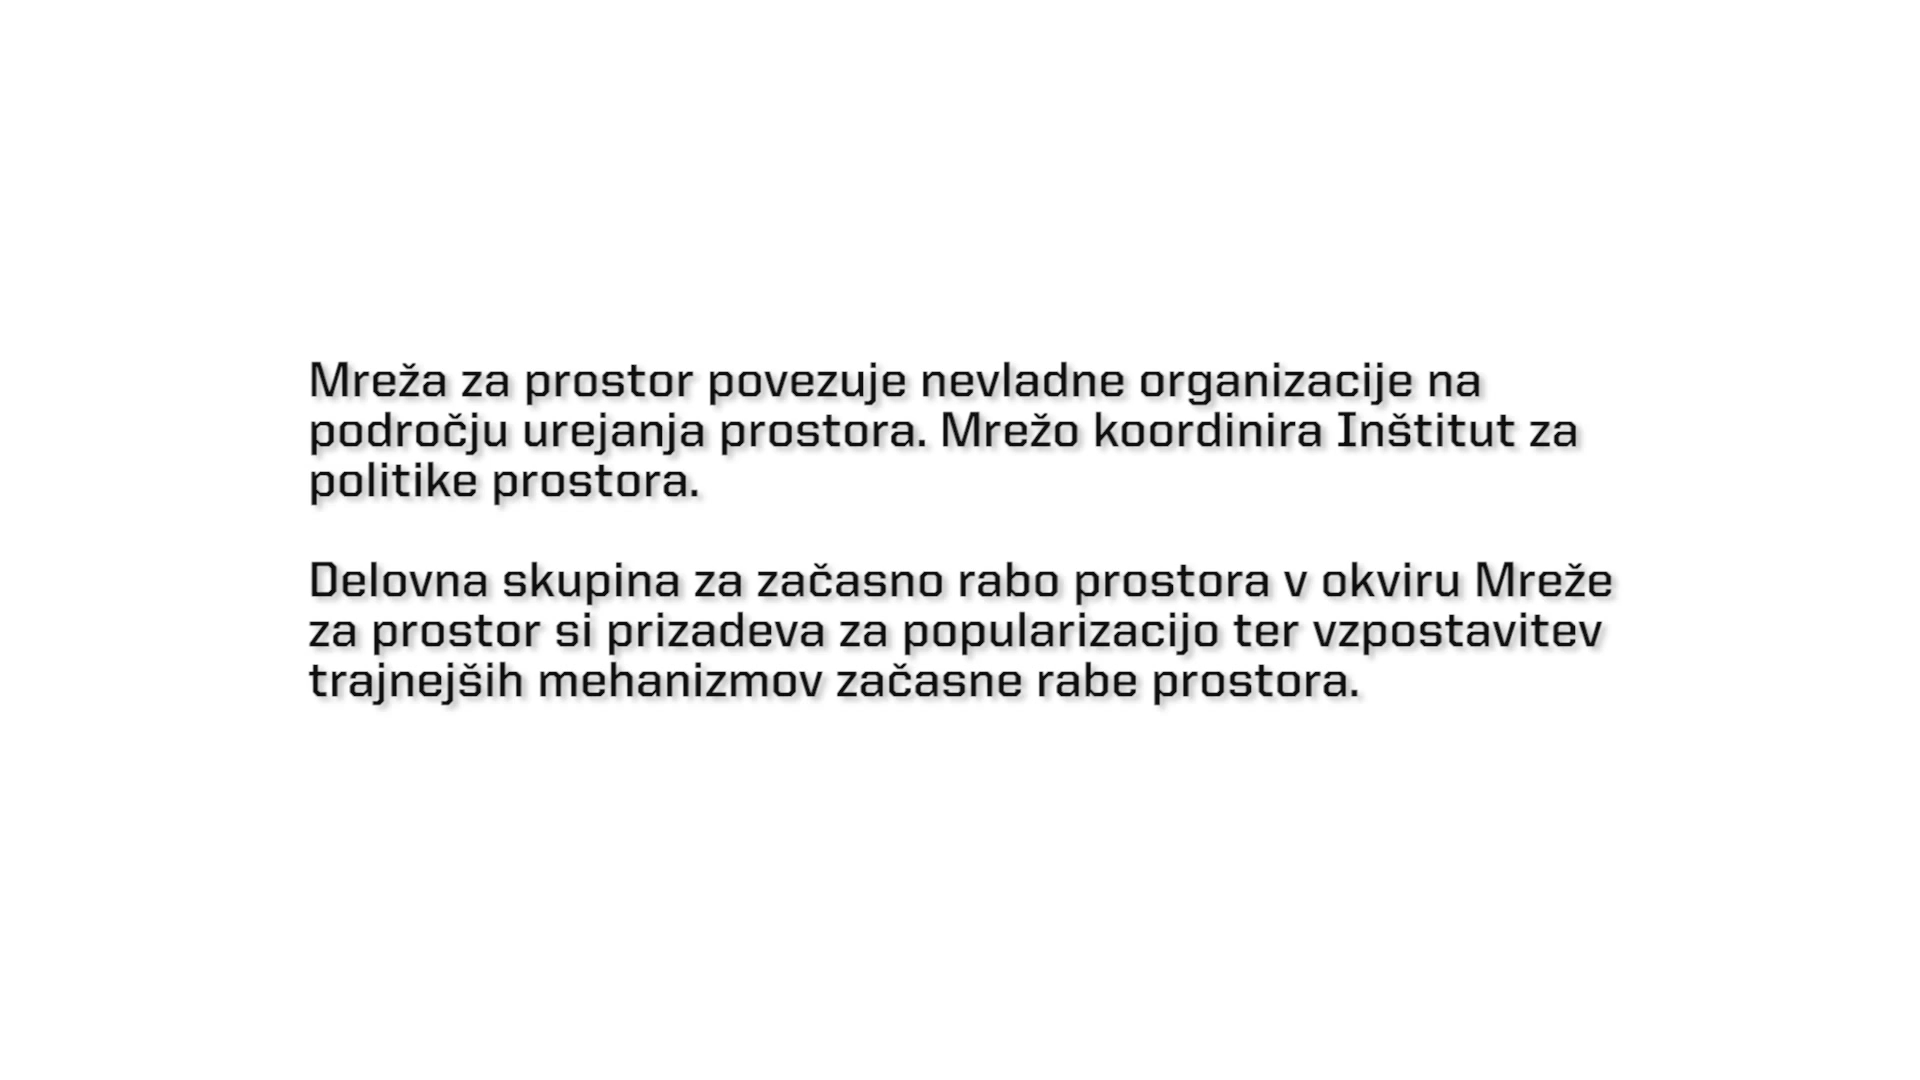 Mreža za prostor povezuje nevladne organizacije na
področju urejanja prostora. Mrežo koordinira Inštitut za
politike prostora.
Delovna skupina za začasno rabo prostora v okviru Mreže
za prostor si prizadeva za popularizacijo ter vzpostavitev
trajnejših mehanizmov začasne rabe prostora.